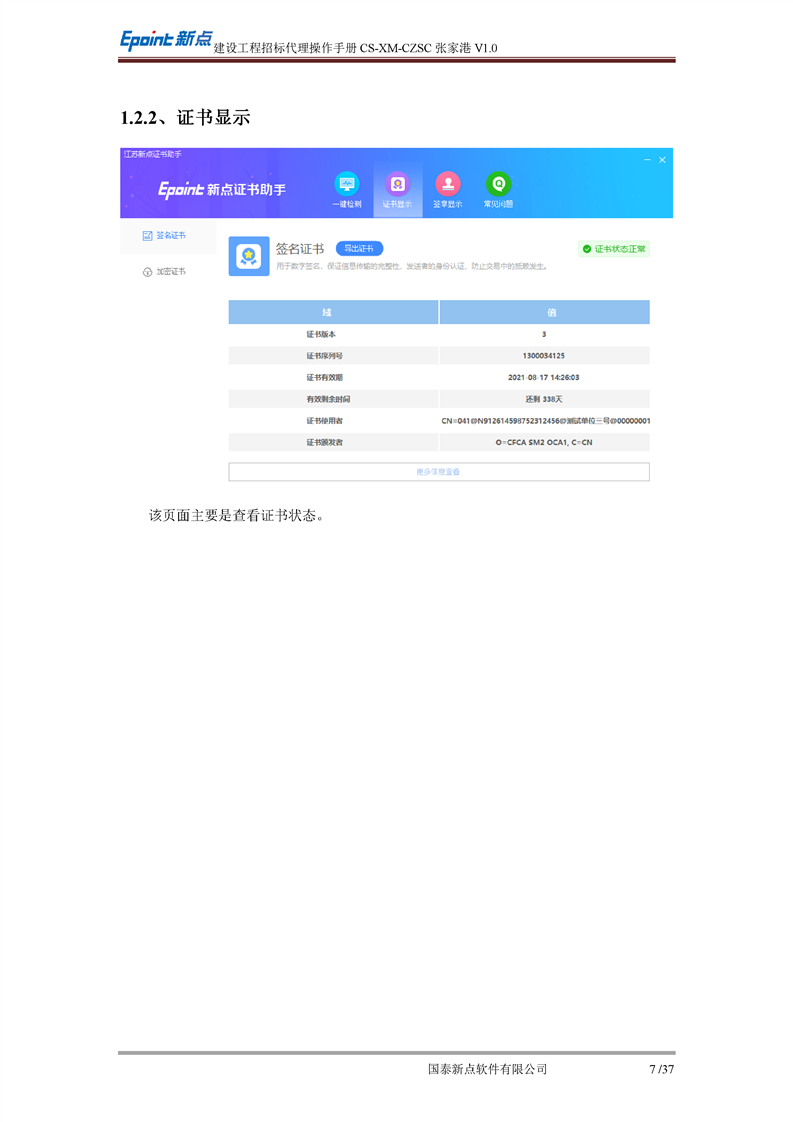 Epoint 新点 建设工程招标代理操作手册 CS-XM-CZSC 张家港 V1.0
1.2.2、证书显示
江苏新点证书助手
Epoint 新点证书助手
一键检测 证书显示 签章显示 常见问题
签名证书
加密证书
签名证书 导出证书
证书状态正常
用于数字签名、保证信息传输的完整性、发送者的身份认证、防止交易中的抵赖发生。
域 值
证书版本 3
证书序列号 1300034125
证书有效期 2021-08-17 14:26:03
有效剩余时间 还剩 338天
证书使用者 CN=041@N912614598752312456@测试单位三号@00000001
证书颁发者 O=CFCA SM2 OCA1, C=CN
更多详情查看
该页面主要是查看证书状态。
国泰新点软件有限公司 7 /37